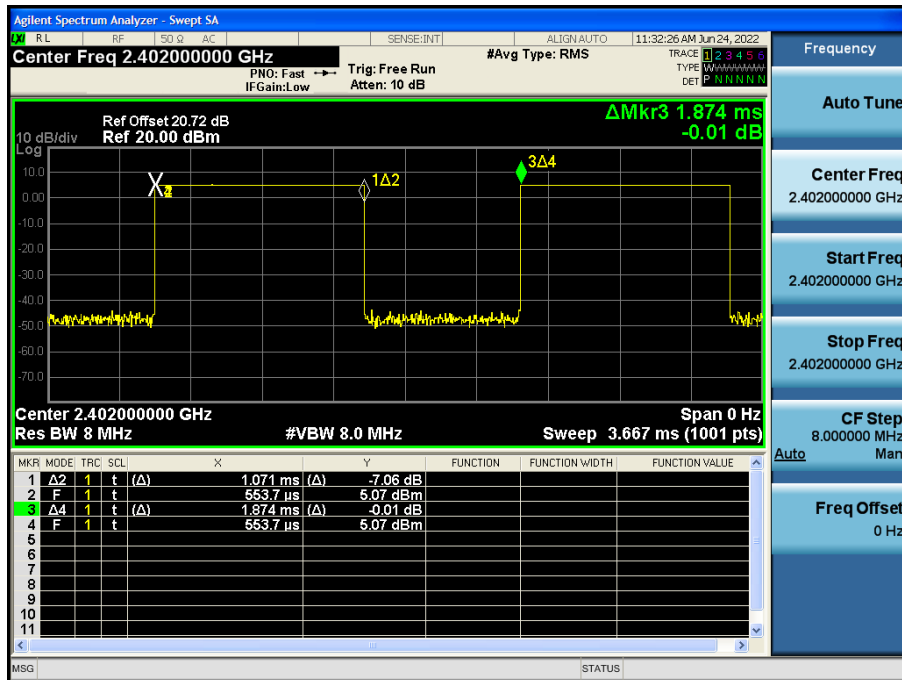 Agilent Spectrum Analyzer - Swept SA
LXI RL RF 50 Ω AC SENSE:INT ALIGN AUTO 11:32:26 AM Jun 24, 2022
Center Freq 2.402000000 GHz #Avg Type: RMS TRACE 1 2 3 4 5 6
PNO: Fast Trig: Free Run TYPE WWWWWW
IFGain:Low Atten: 10 dB DET P N N N N N
Frequency
Auto Tune
ΔMkr3 1.874 ms
-0.01 dB
Ref Offset 20.72 dB
10 dB/div Ref 20.00 dBm
Log
10.0
0.00
-10.0
-20.0
-30.0
-40.0
-50.0
-60.0
-70.0
1Δ2
3Δ4
Center 2.402000000 GHz Span 0 Hz
Res BW 8 MHz #VBW 8.0 MHz Sweep 3.667 ms (1001 pts)
MKR MODE TRC SCL X Y FUNCTION FUNCTION WIDTH FUNCTION VALUE
1 Δ2 1 t (Δ) 1.071 ms (Δ) -7.06 dB
2 F 1 t 553.7 µs 5.07 dBm
3 Δ4 1 t (Δ) 1.874 ms (Δ) -0.01 dB
4 F 1 t 553.7 µs 5.07 dBm
5
6
7
8
9
10
11
Center Freq
2.402000000 GHz
Start Freq
2.402000000 GHz
Stop Freq
2.402000000 GHz
CF Step
8.000000 MHz
Auto Man
Freq Offset
0 Hz
MSG STATUS